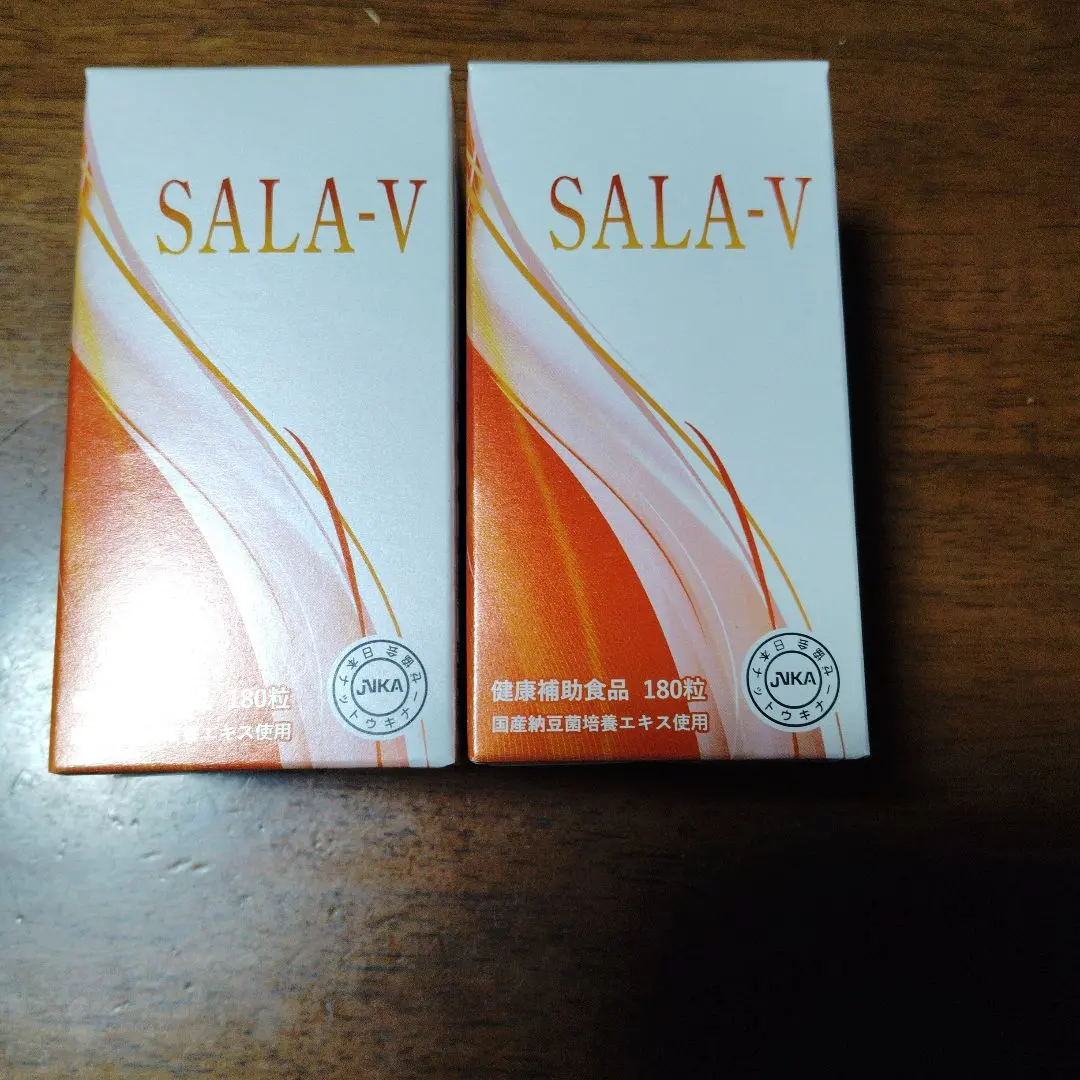 SALA-V
180粒
エキス使用
JNKA
日本ナットウキナーゼ協会
SALA-V
健康補助食品 180粒
国産納豆菌培養エキス使用
JNKA
日本ナットウキナーゼ協会